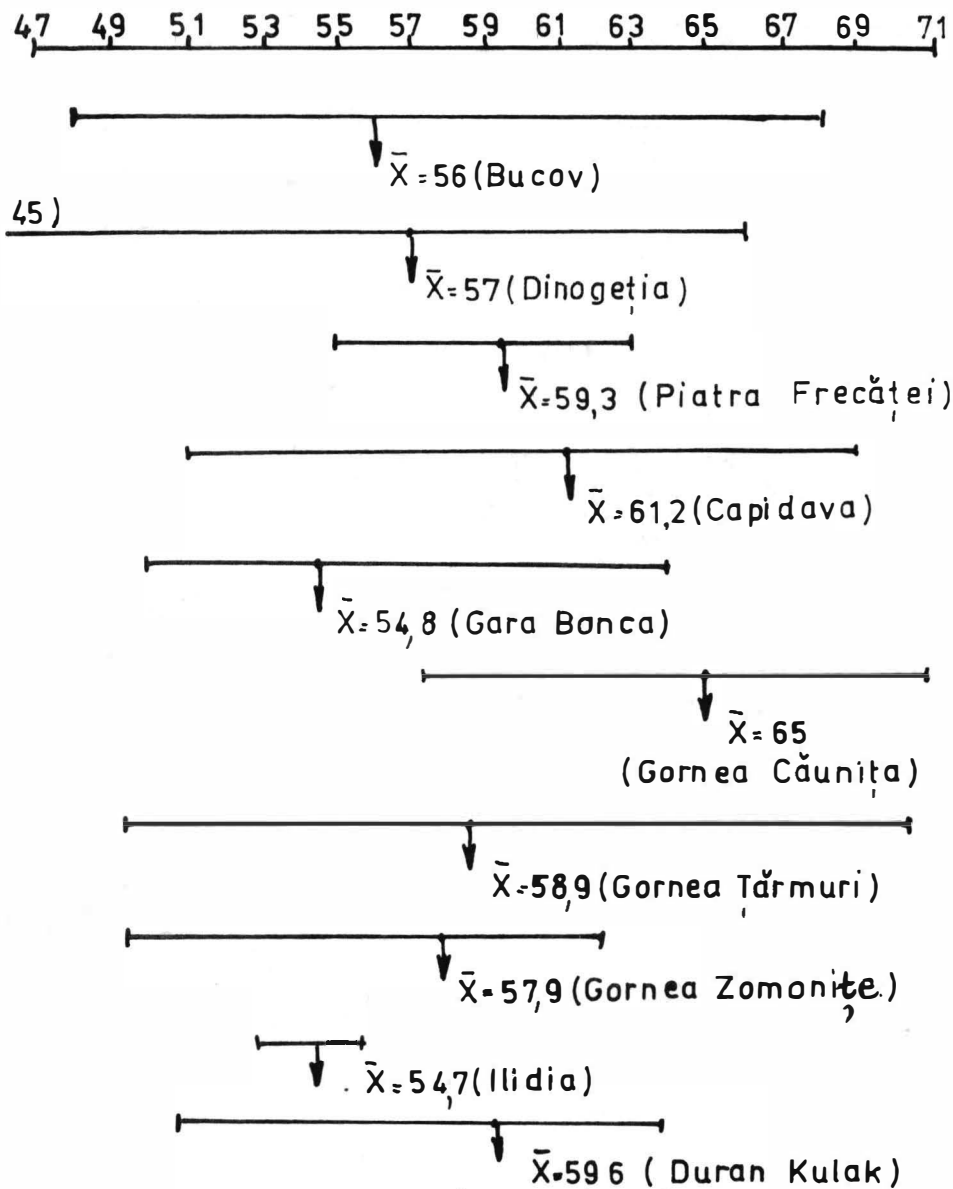 47 49 51 53 55 57 59 61 63 65 67 69 71
X̄=56 (Bucov)
45)
X̄=57 (Dinogeția)
X̄=59,3 (Piatra Frecăței)
X̄=61,2 (Capidava)
X̄=54,8 (Gara Banca)
X̄=65
(Gornea Căunița)
X̄=58,9 (Gornea Țărmuri)
X̄=57,9 (Gornea Zomonițe.)
X̄=54,7 (Ilidia)
X̄=59 6 (Duran Kulak)